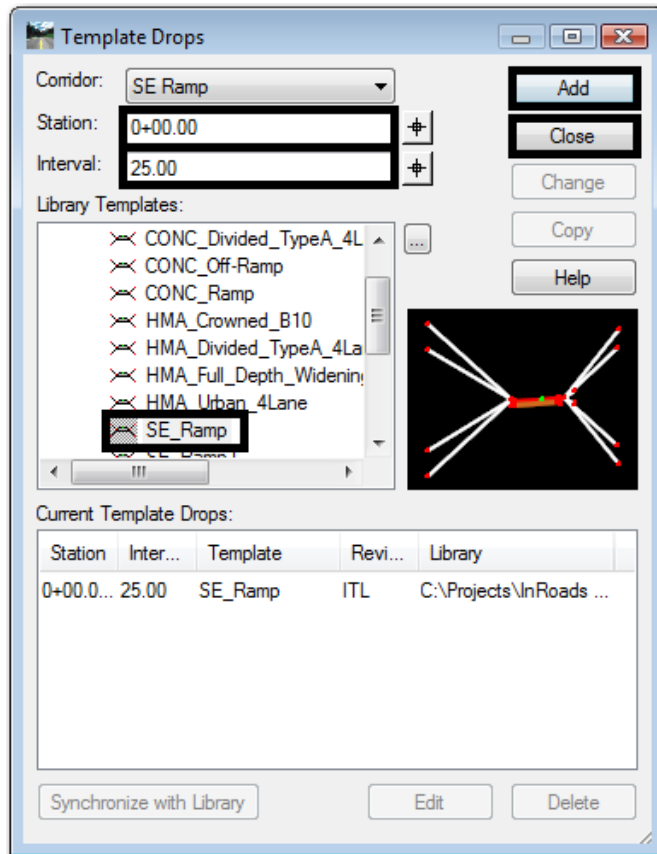 Template Drops
Corridor: SE Ramp
Add
Station: 0+00.00
Close
Interval: 25.00
Change
Library Templates:
CONC_Divided_TypeA_4L
...
Copy
CONC_Off-Ramp
CONC_Ramp
Help
HMA_Crowned_B10
HMA_Divided_TypeA_4La
HMA_Full_Depth_Widenin
HMA_Urban_4Lane
SE_Ramp
Current Template Drops:
Station Inter... Template Revi... Library
0+00.0... 25.00 SE_Ramp ITL C:\Projects\InRoads ...
Synchronize with Library Edit Delete